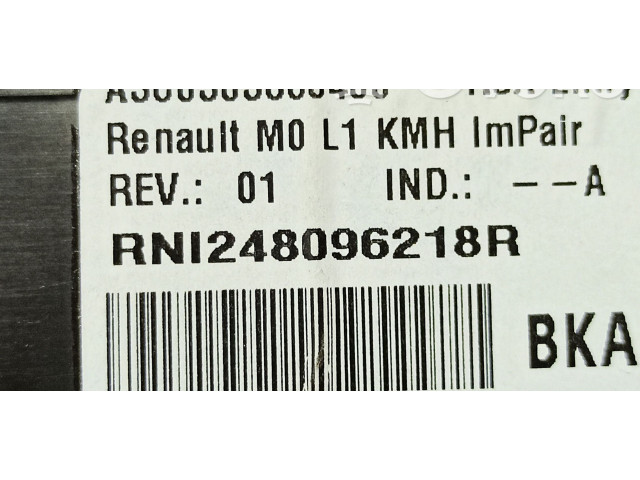 Renault M0 L1 KMH ImPair
REV.: 01 IND.: --A
RNI248096218R
BKA